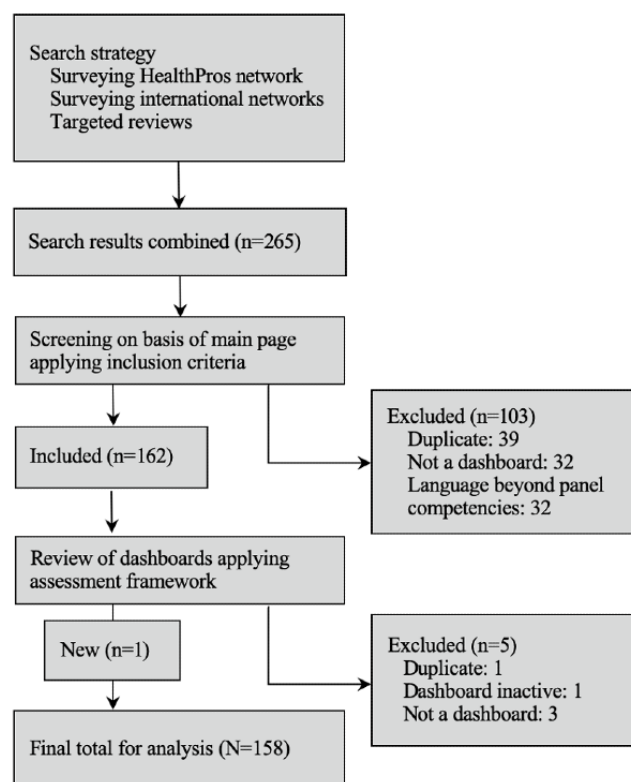 Search strategy
Surveying HealthPros network
Surveying international networks
Targeted reviews
Search results combined (n=265)
Screening on basis of main page
applying inclusion criteria
Excluded (n=103)
Duplicate: 39
Not a dashboard: 32
Language beyond panel
competencies: 32
Included (n=162)
Review of dashboards applying
assessment framework
New (n=1)
Excluded (n=5)
Duplicate: 1
Dashboard inactive: 1
Not a dashboard: 3
Final total for analysis (N=158)